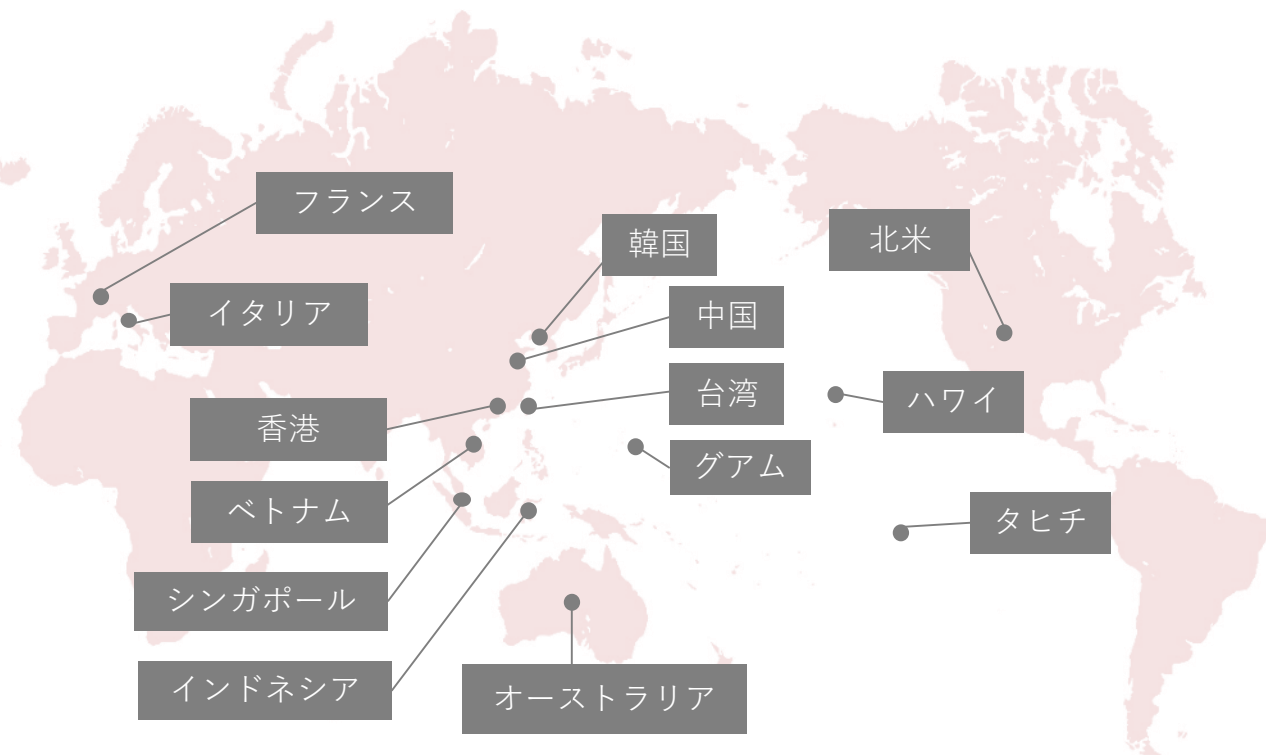 フランス
韓国
北米
イタリア
中国
台湾
ハワイ
香港
グアム
ベトナム
タヒチ
シンガポール
インドネシア
オーストラリア